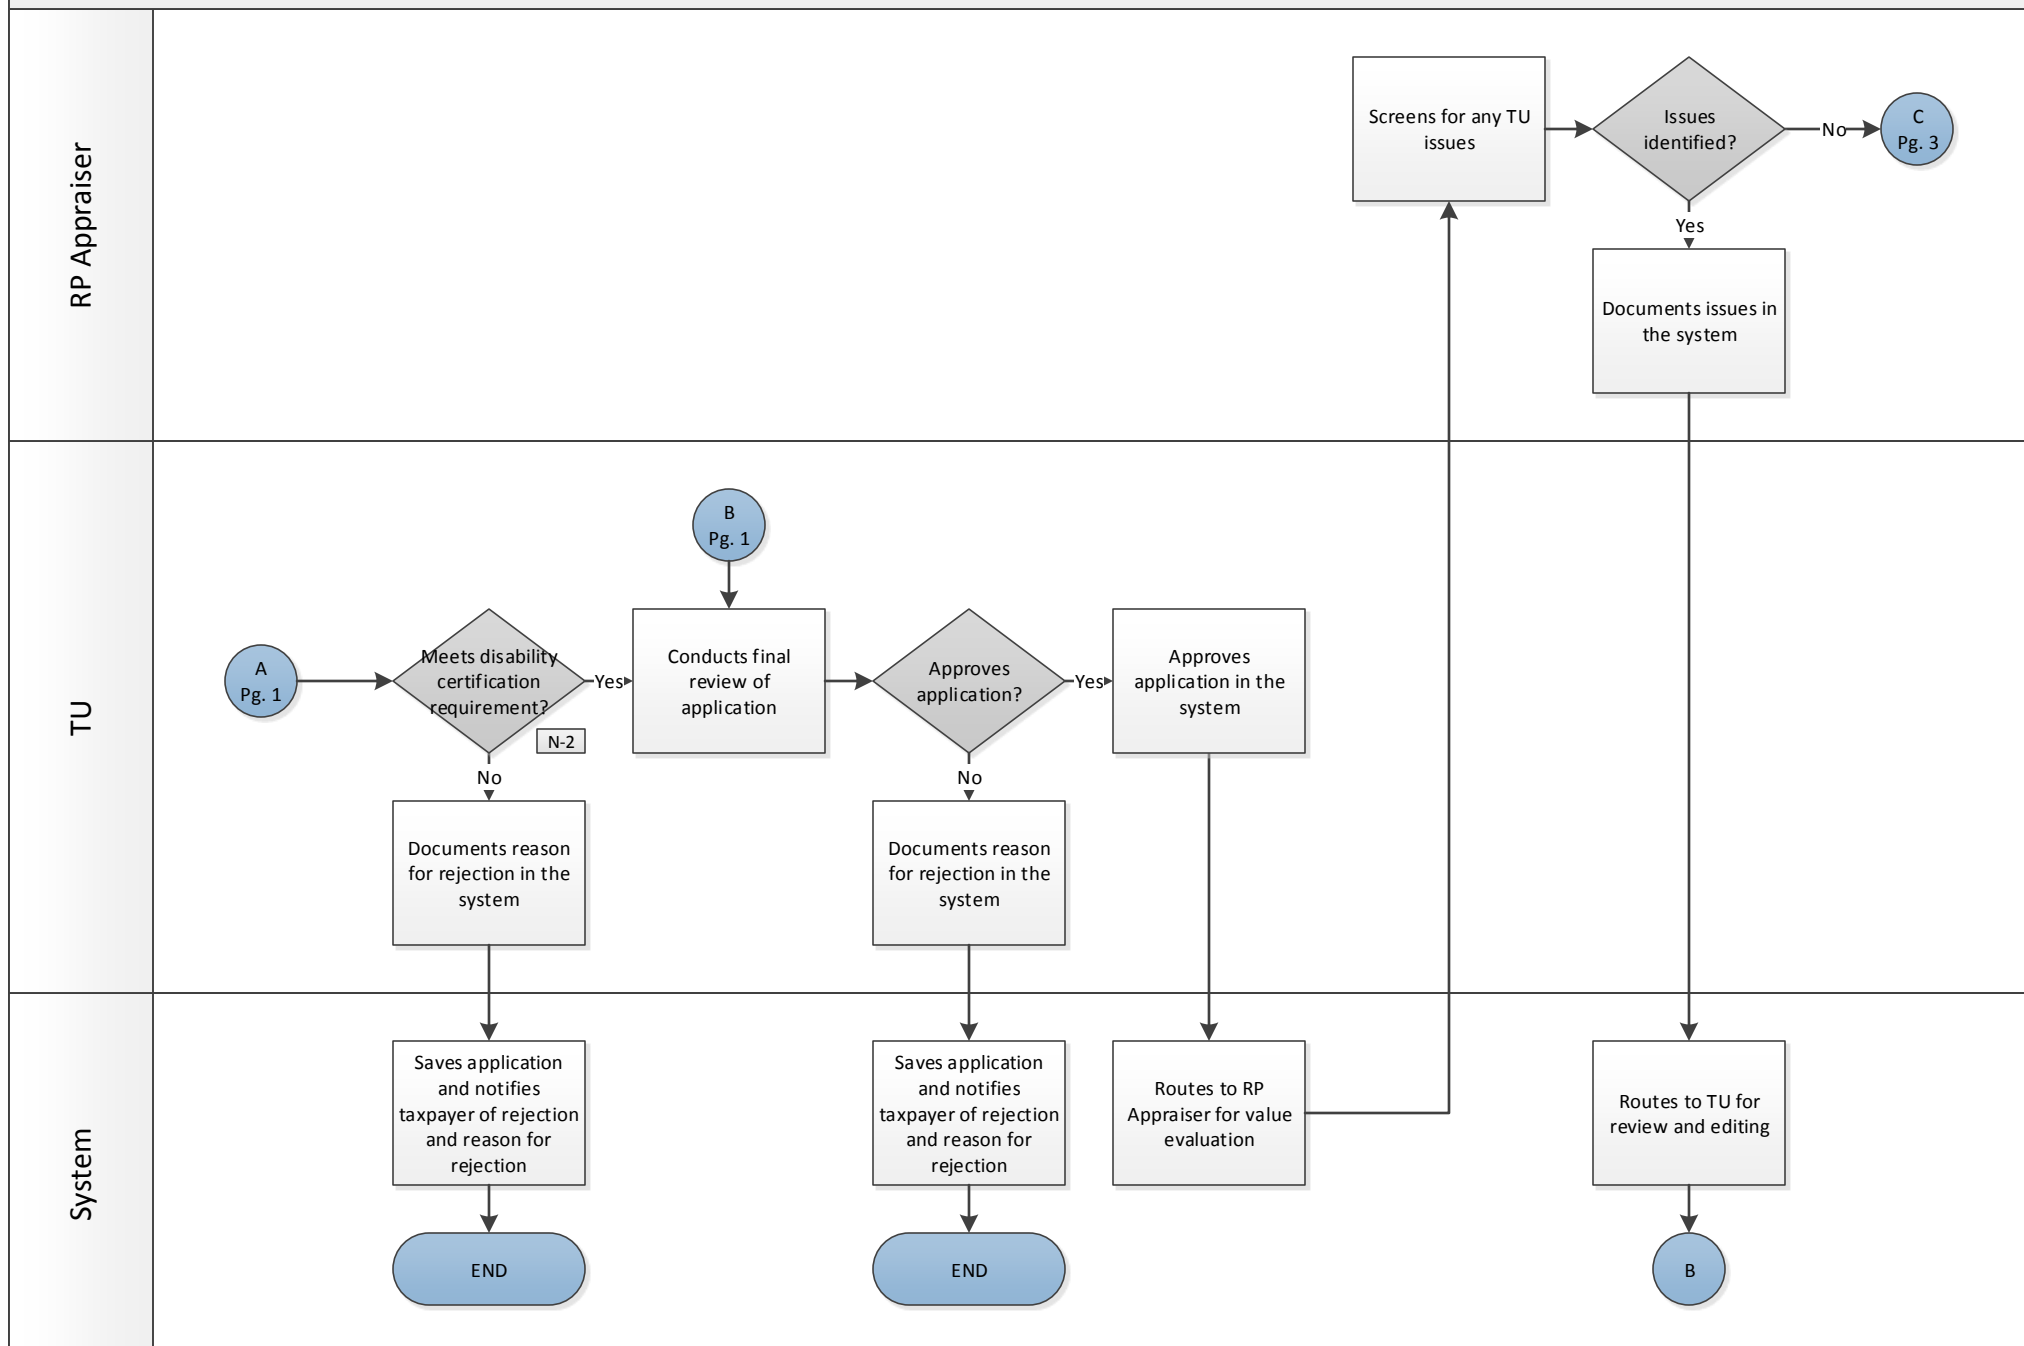 RP Appraiser
Screens for any TU
issues
Issues
identified?
No
C
Pg. 3
Yes
Documents issues in
the system
TU
B
Pg. 1
A
Pg. 1
Meets disability
certification
requirement?
N-2
Yes
Conducts final
review of
application
Approves
application?
Yes
Approves
application in the
system
No
No
Documents reason
for rejection in the
system
Documents reason
for rejection in the
system
System
Saves application
and notifies
taxpayer of rejection
and reason for
rejection
Saves application
and notifies
taxpayer of rejection
and reason for
rejection
Routes to RP
Appraiser for value
evaluation
Routes to TU for
review and editing
END
END
B